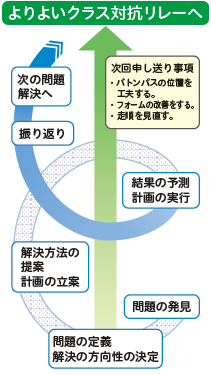 よりよいクラス対抗リレーへ
次の問題
解決へ
次回申し送り事項
・バトンパスの位置を
工夫する。
・フォームの改善をする。
・走順を見直す。
振り返り
結果の予測
計画の実行
解決方法の
提案
計画の立案
問題の発見
問題の定義
解決の方向性の決定